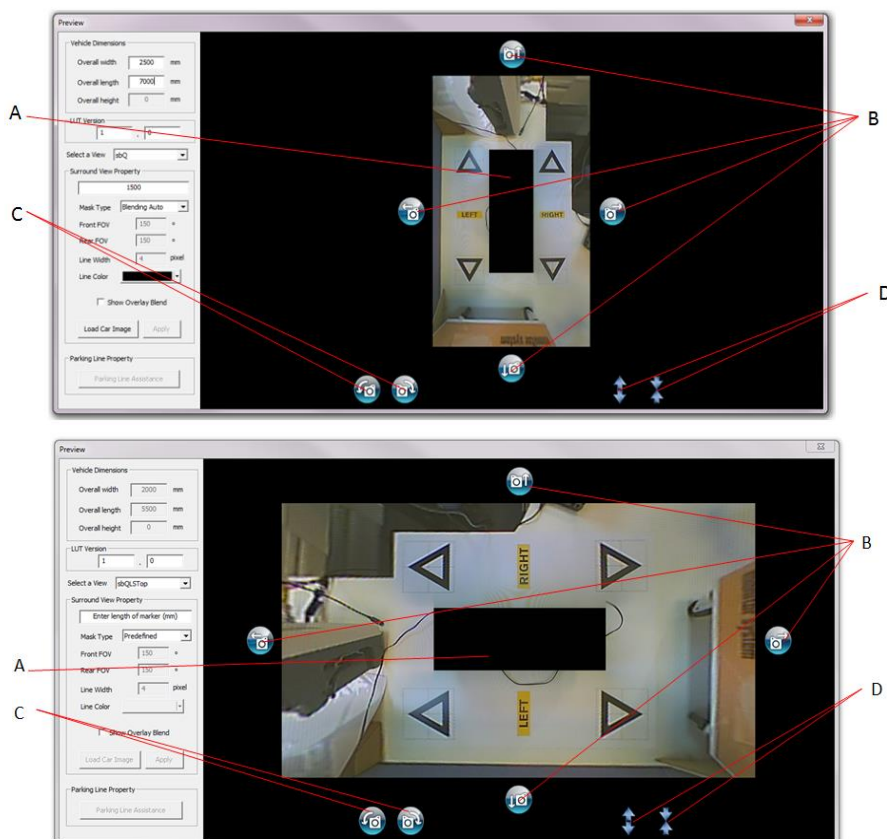 Preview
Vehicle Dimensions
Overall width 2500 mm
Overall length 7000 mm
Overall height 0 mm
LUT Version
1 . 0
Select a View sbQ
Surround View Property
1500
Mask Type Blending Auto
Front FOV 150 °
Rear FOV 150 °
Line Width 4 pixel
Line Color
Show Overlay Blend
Load Car Image Apply
Parking Line Property
Parking Line Assistance
A
B
C
D
LEFT RIGHT
Preview
Vehicle Dimensions
Overall width 2000 mm
Overall length 5500 mm
Overall height 0 mm
LUT Version
1 . 0
Select a View sbQLSTop
Surround View Property
Enter length of marker (mm)
Mask Type Predefined
Front FOV 150 °
Rear FOV 150 °
Line Width 4 pixel
Line Color
Show Overlay Blend
Load Car Image Apply
Parking Line Property
Parking Line Assistance
RIGHT
LEFT
A
B
C
D